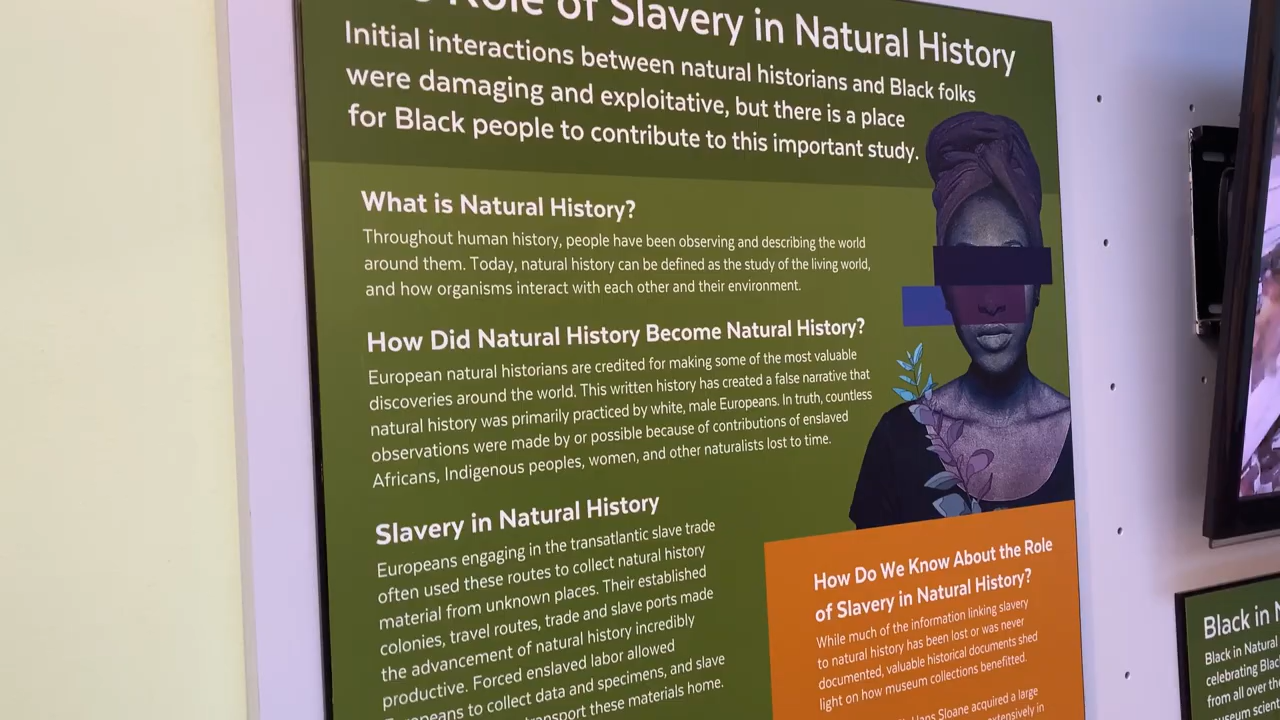 Role of Slavery in Natural History
Initial interactions between natural historians and Black folks
were damaging and exploitative, but there is a place
for Black people to contribute to this important study.
What is Natural History?
Throughout human history, people have been observing and describing the world
around them. Today, natural history can be defined as the study of the living world,
and how organisms interact with each other and their environment.
How Did Natural History Become Natural History?
European natural historians are credited for making some of the most valuable
discoveries around the world. This written history has created a false narrative that
natural history was primarily practiced by white, male Europeans. In truth, countless
observations were made by or possible because of contributions of enslaved
Africans, Indigenous peoples, women, and other naturalists lost to time.
Slavery in Natural History
Europeans engaging in the transatlantic slave trade
often used these routes to collect natural history
material from unknown places. Their established
colonies, travel routes, trade and slave ports made
the advancement of natural history incredibly
productive. Forced enslaved labor allowed
to collect data and specimens, and slave
these materials home.
How Do We Know About the Role
of Slavery in Natural History?
While much of the information linking slavery
to natural history has been lost or was never
documented, valuable historical documents shed
light on how museum collections benefitted.
Hans Sloane acquired a large
in
Black in
Black in Natural
celebrating
from all over the